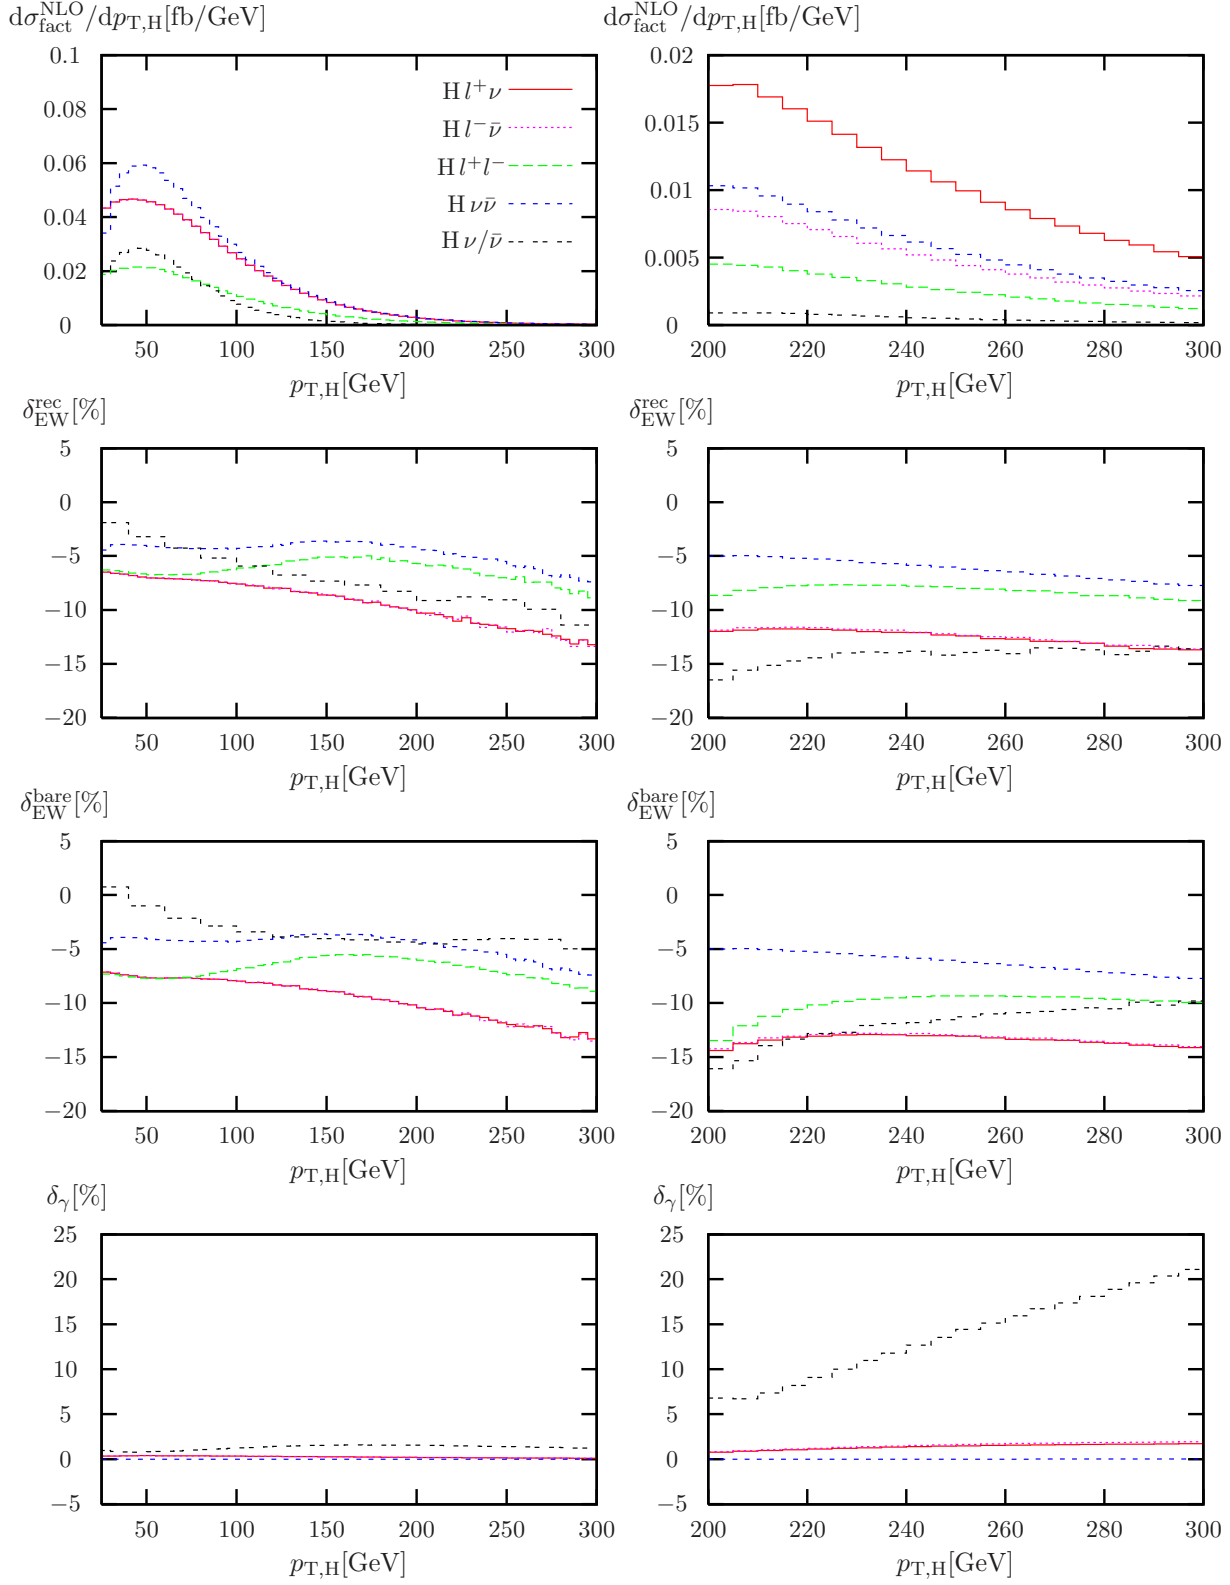 dσ^NLO_fact/dp_T,H[fb/GeV]
dσ^NLO_fact/dp_T,H[fb/GeV]
0.1
0.08
0.06
0.04
0.02
0
H l⁺ν
H l⁻ν̄
H l⁺l⁻
H νν̄
H ν/ν̄
50 100 150 200 250 300
p_T,H[GeV]
0.02
0.015
0.01
0.005
0
200 220 240 260 280 300
p_T,H[GeV]
δ^rec_EW[%]
5
0
−5
−10
−15
−20
50 100 150 200 250 300
p_T,H[GeV]
δ^rec_EW[%]
5
0
−5
−10
−15
−20
200 220 240 260 280 300
p_T,H[GeV]
δ^bare_EW[%]
5
0
−5
−10
−15
−20
50 100 150 200 250 300
p_T,H[GeV]
δ^bare_EW[%]
5
0
−5
−10
−15
−20
200 220 240 260 280 300
p_T,H[GeV]
δ_γ[%]
25
20
15
10
5
0
−5
50 100 150 200 250 300
p_T,H[GeV]
δ_γ[%]
25
20
15
10
5
0
−5
200 220 240 260 280 300
p_T,H[GeV]